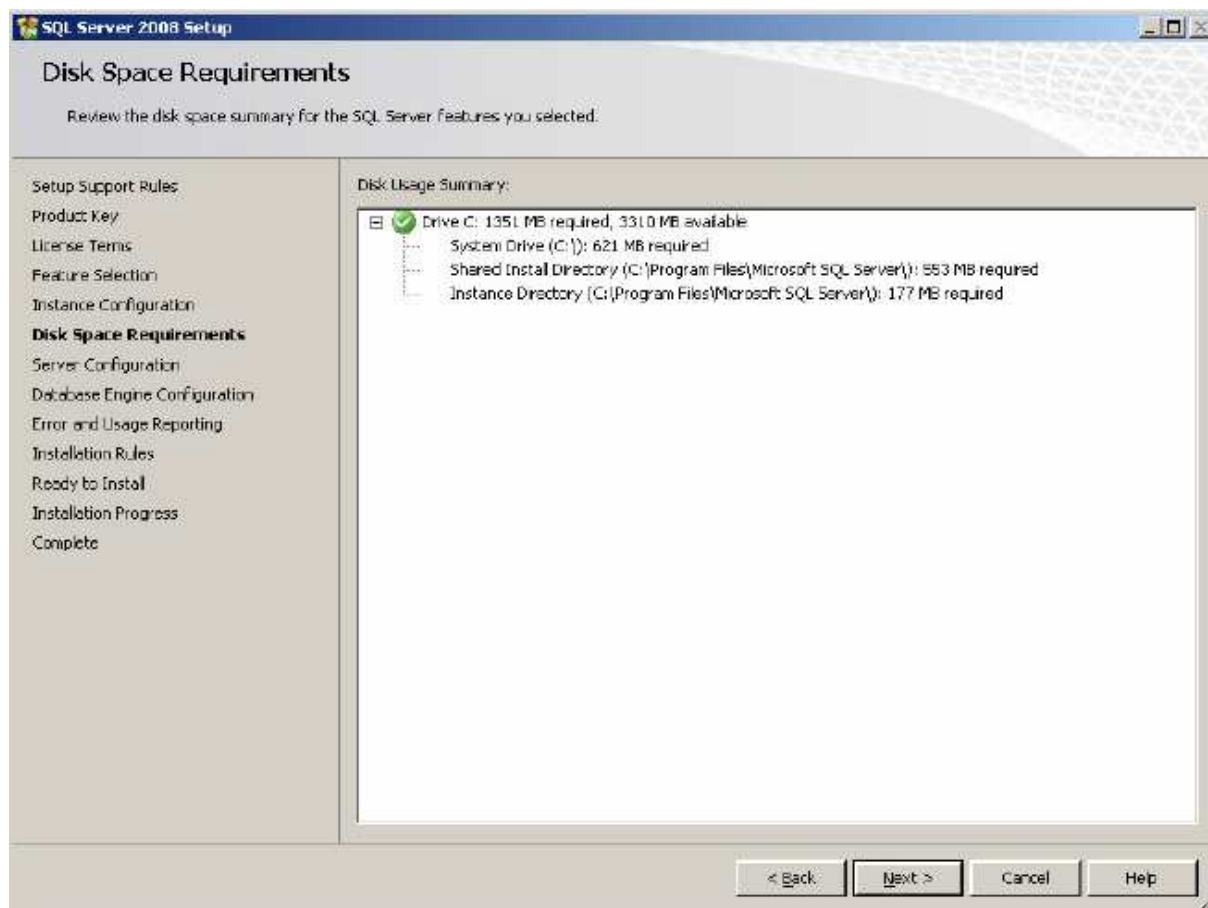 SQL Server 2008 Setup
Disk Space Requirements
Review the disk space summary for the SQL Server features you selected.
Setup Support Rules
Product Key
License Terms
Feature Selection
Instance Configuration
Disk Space Requirements
Server Configuration
Database Engine Configuration
Error and Usage Reporting
Installation Rules
Ready to Install
Installation Progress
Complete
Disk Usage Summary:
Drive C: 1351 MB required, 3310 MB available
System Drive (C:\): 621 MB required
Shared Install Directory (C:\Program Files\Microsoft SQL Server\): 553 MB required
Instance Directory (C:\Program Files\Microsoft SQL Server\): 177 MB required
< Back
Next >
Cancel
Help